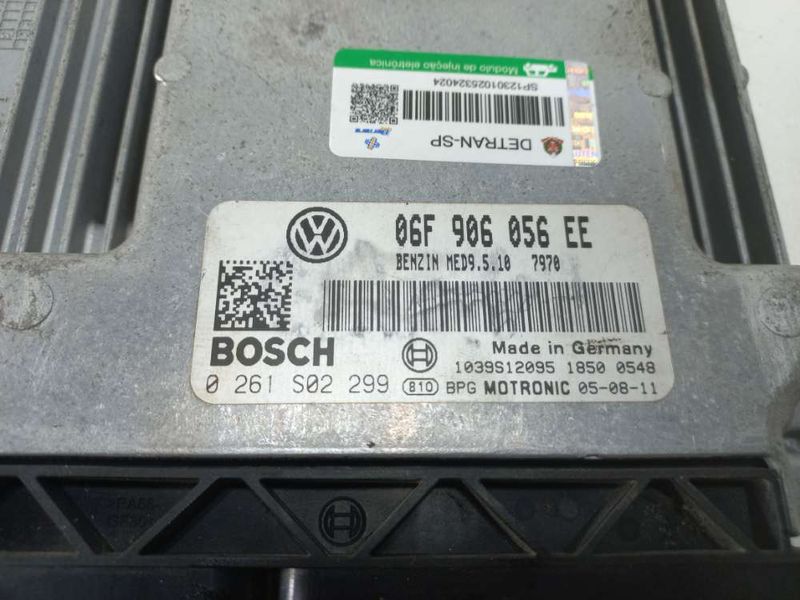 Módulo de injeção eletrônica
SP12301025324024
DETRAN-SP
06F 906 056 EE
BENZIN MED9.5.10 7970
BOSCH
Made in Germany
1039S12095 1850 0548
0 261 S02 299 810 BPG MOTRONIC 05-08-11